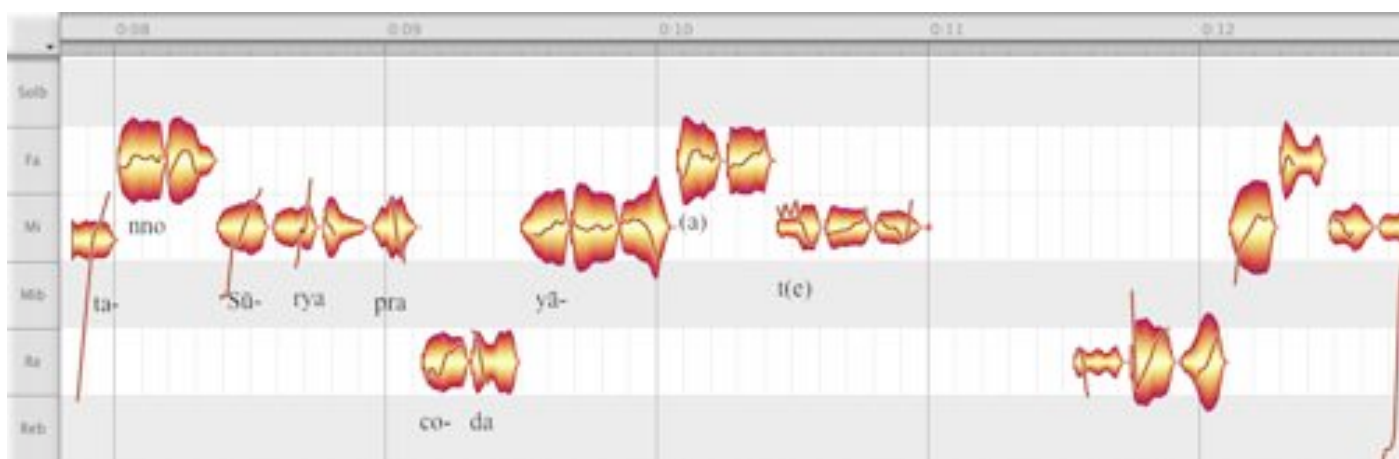 0:08 0:09 0:10 0:11 0:12
Solb
Fa
nno (a)
Mi
ta- Sū- rya pra yā- t(e)
Mib
Re
co- da
Reb